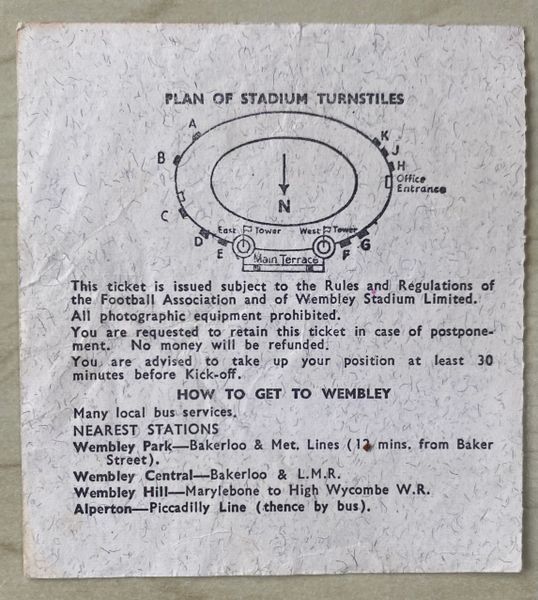 PLAN OF STADIUM TURNSTILES
A
K
J
B
H
Office
Entrance
N
C
East Tower
West Tower
D
E
F
G
Main Terrace
This ticket is issued subject to the Rules and Regulations of
the Football Association and of Wembley Stadium Limited.
All photographic equipment prohibited.
You are requested to retain this ticket in case of postpone-
ment. No money will be refunded.
You are advised to take up your position at least 30
minutes before Kick-off.
HOW TO GET TO WEMBLEY
Many local bus services.
NEAREST STATIONS
Wembley Park—Bakerloo & Met. Lines (12 mins. from Baker
Street).
Wembley Central—Bakerloo & L.M.R.
Wembley Hill—Marylebone to High Wycombe W.R.
Alperton—Piccadilly Line (thence by bus).